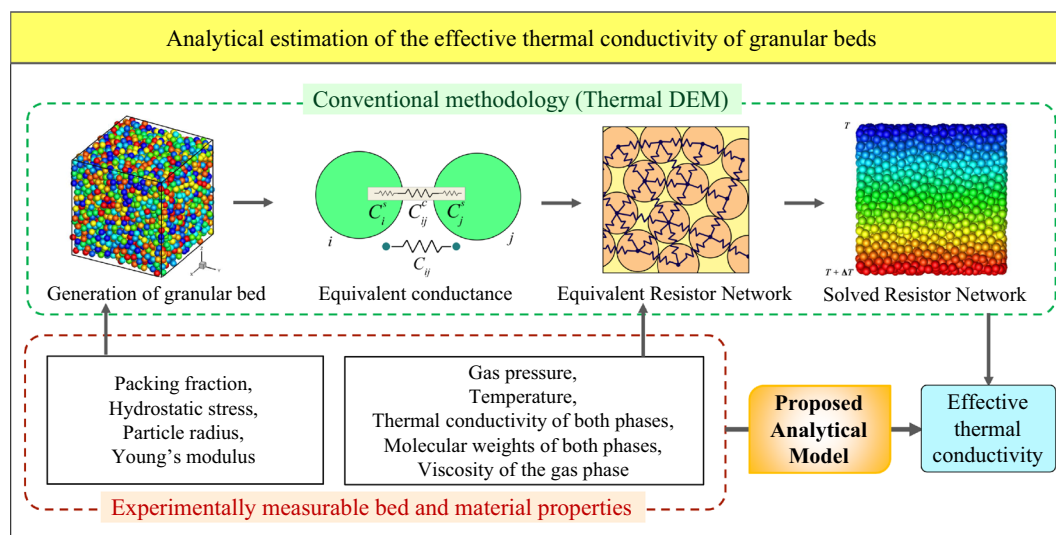 Analytical estimation of the effective thermal conductivity of granular beds
Conventional methodology (Thermal DEM)
C_i^s
C_ij^c
C_j^s
i
j
C_ij
T
T + ΔT
Generation of granular bed
Equivalent conductance
Equivalent Resistor Network
Solved Resistor Network
Packing fraction,
Hydrostatic stress,
Particle radius,
Young's modulus
Gas pressure,
Temperature,
Thermal conductivity of both phases,
Molecular weights of both phases,
Viscosity of the gas phase
Proposed
Analytical
Model
Effective
thermal
conductivity
Experimentally measurable bed and material properties